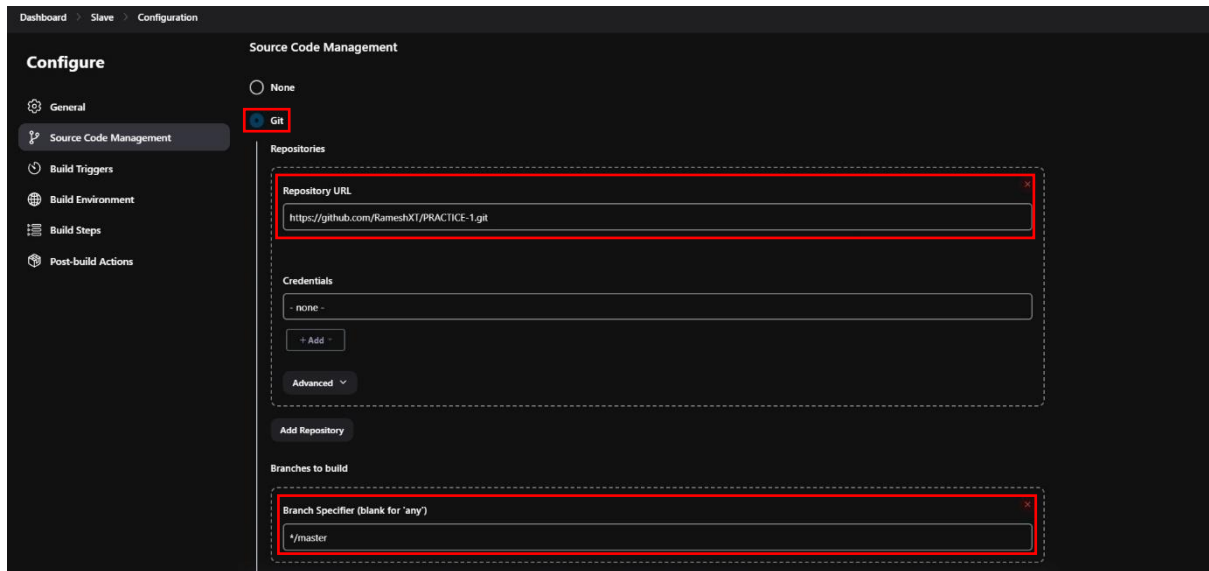 Dashboard > Slave > Configuration
Configure
General
Source Code Management
Build Triggers
Build Environment
Build Steps
Post-build Actions
Source Code Management
None
Git
Repositories
Repository URL
https://github.com/RameshXT/PRACTICE-1.git
Credentials
- none -
+ Add
Advanced
Add Repository
Branches to build
Branch Specifier (blank for 'any')
*/master